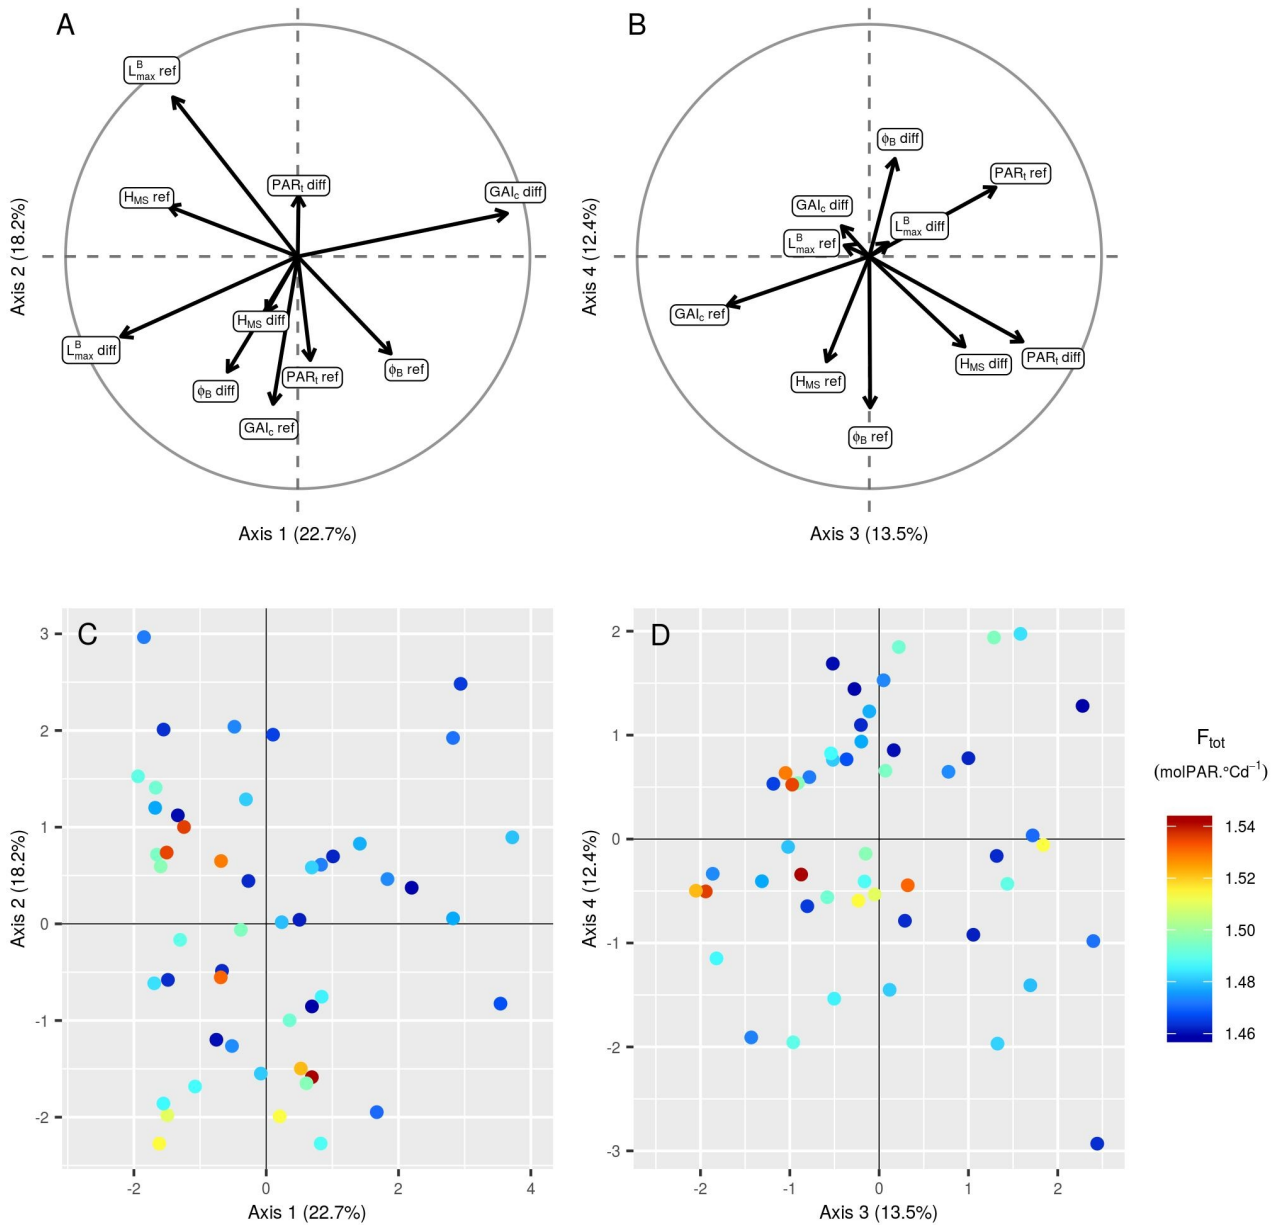 A
L^B_max ref
H_MS ref
PAR_t diff
GAI_c diff
L^B_max diff
H_MS diff
ϕ_B diff
PAR_t ref
ϕ_B ref
GAI_c ref
Axis 2 (18.2%)
Axis 1 (22.7%)
B
ϕ_B diff
PAR_t ref
GAI_c diff
L^B_max diff
L^B_max ref
GAI_c ref
H_MS ref
H_MS diff
PAR_t diff
ϕ_B ref
Axis 4 (12.4%)
Axis 3 (13.5%)
C
3
2
1
0
-1
-2
-2 0 2 4
Axis 2 (18.2%)
Axis 1 (22.7%)
D
2
1
0
-1
-2
-3
-2 -1 0 1 2
Axis 4 (12.4%)
Axis 3 (13.5%)
F_tot
(molPAR.°Cd⁻¹)
1.54
1.52
1.50
1.48
1.46